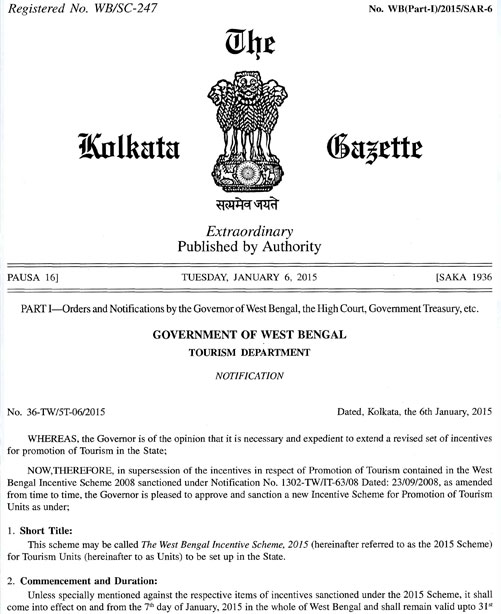 Registered No. WB/SC-247
No. WB(Part-I)/2015/SAR-6
The
Kolkata Gazette
सत्यमेव जयते
Extraordinary
Published by Authority
PAUSA 16]
TUESDAY, JANUARY 6, 2015
[SAKA 1936
PART I—Orders and Notifications by the Governor of West Bengal, the High Court, Government Treasury, etc.
GOVERNMENT OF WEST BENGAL
TOURISM DEPARTMENT
NOTIFICATION
No. 36-TW/5T-06/2015
Dated, Kolkata, the 6th January, 2015
WHEREAS, the Governor is of the opinion that it is necessary and expedient to extend a revised set of incentives
for promotion of Tourism in the State;
NOW,THEREFORE, in supersession of the incentives in respect of Promotion of Tourism contained in the West
Bengal Incentive Scheme 2008 sanctioned under Notification No. 1302-TW/IT-63/08 Dated: 23/09/2008, as amended
from time to time, the Governor is pleased to approve and sanction a new Incentive Scheme for Promotion of Tourism
Units as under;
1. Short Title:
This scheme may be called The West Bengal Incentive Scheme, 2015 (hereinafter referred to as the 2015 Scheme)
for Tourism Units (hereinafter to as Units) to be set up in the State.
2. Commencement and Duration:
Unless specially mentioned against the respective items of incentives sanctioned under the 2015 Scheme, it shall
come into effect on and from the 7th day of January, 2015 in the whole of West Bengal and shall remain valid upto 31st